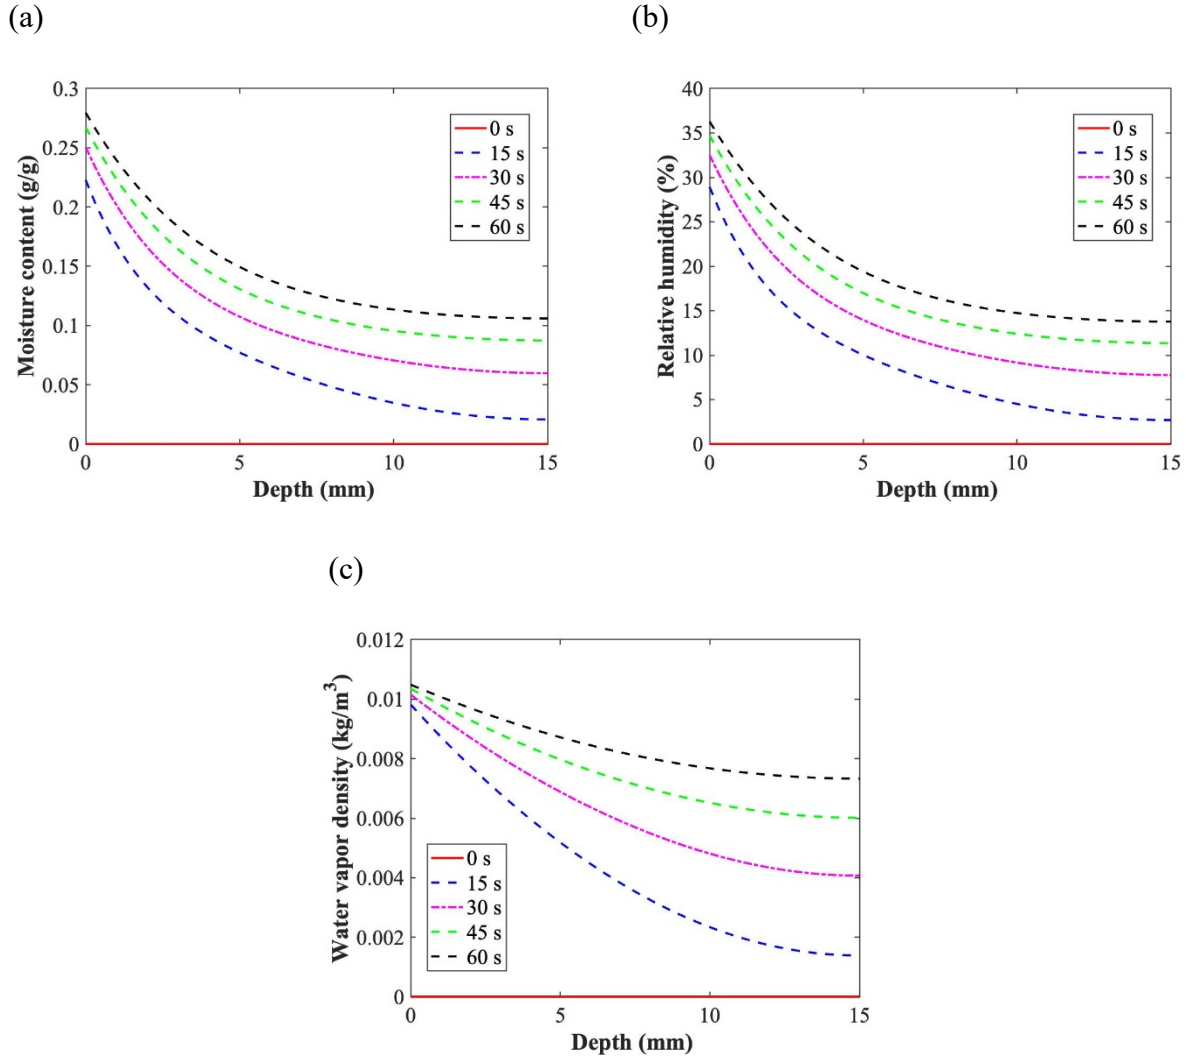 (a)
Moisture content (g/g)
0.3
0.25
0.2
0.15
0.1
0.05
0
0 5 10 15
Depth (mm)
0 s
15 s
30 s
45 s
60 s
(b)
Relative humidity (%)
40
35
30
25
20
15
10
5
0
0 5 10 15
Depth (mm)
0 s
15 s
30 s
45 s
60 s
(c)
Water vapor density (kg/m³)
0.012
0.01
0.008
0.006
0.004
0.002
0
0 5 10 15
Depth (mm)
0 s
15 s
30 s
45 s
60 s